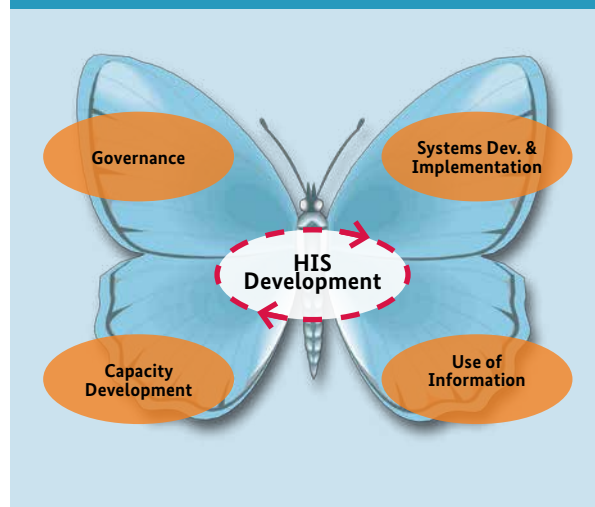 Governance
Systems Dev. &
Implementation
HIS
Development
Capacity
Development
Use of
Information